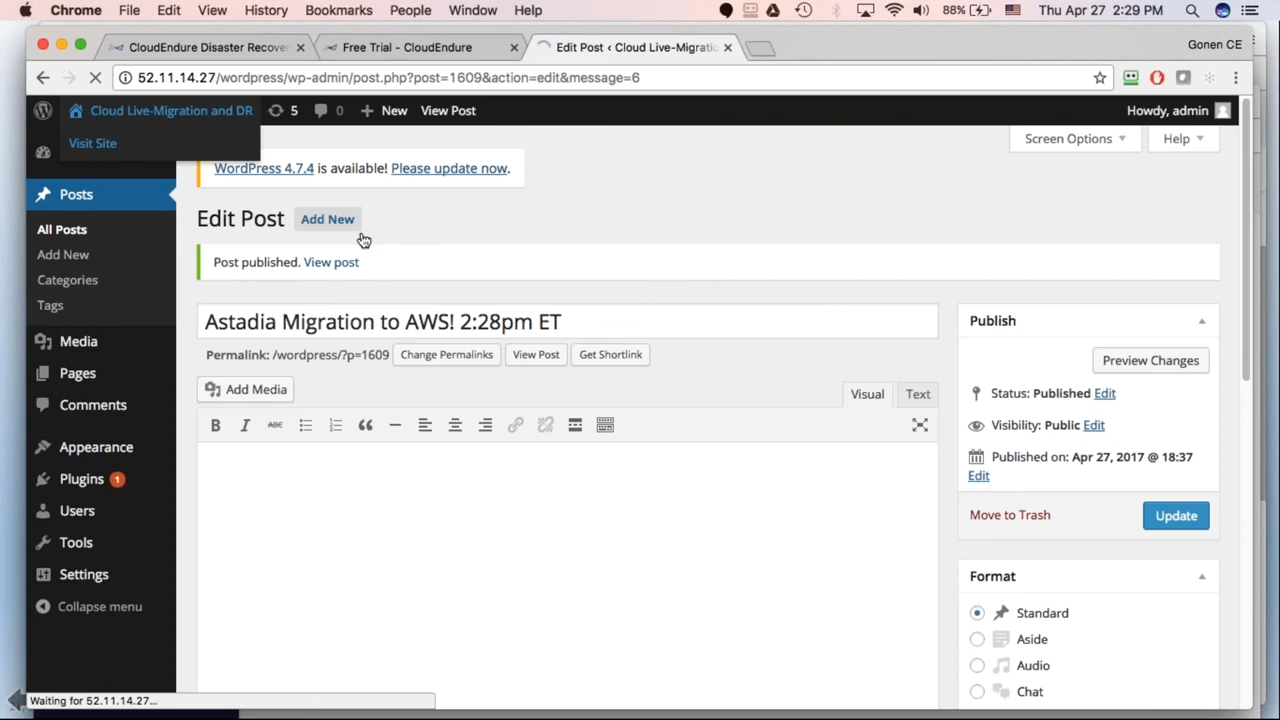 Chrome File Edit View History Bookmarks People Window Help 88% Thu Apr 27 2:29 PM
CloudEndure Disaster Recover
Free Trial - CloudEndure
Edit Post ‹ Cloud Live-Migratio
Gonen CE
52.11.14.27/wordpress/wp-admin/post.php?post=1609&action=edit&message=6
Cloud Live-Migration and DR 5 0 New View Post Howdy, admin
Visit Site
Screen Options Help
WordPress 4.7.4 is available! Please update now.
Posts
All Posts
Add New
Categories
Tags
Media
Pages
Comments
Appearance
Plugins 1
Users
Tools
Settings
Collapse menu
Edit Post Add New
Post published. View post
Astadia Migration to AWS! 2:28pm ET
Permalink: /wordpress/?p=1609 Change Permalinks View Post Get Shortlink
Add Media
Visual Text
B I ABC
Publish
Preview Changes
Status: Published Edit
Visibility: Public Edit
Published on: Apr 27, 2017 @ 18:37
Edit
Move to Trash Update
Format
Standard
Aside
Audio
Chat
Waiting for 52.11.14.27...